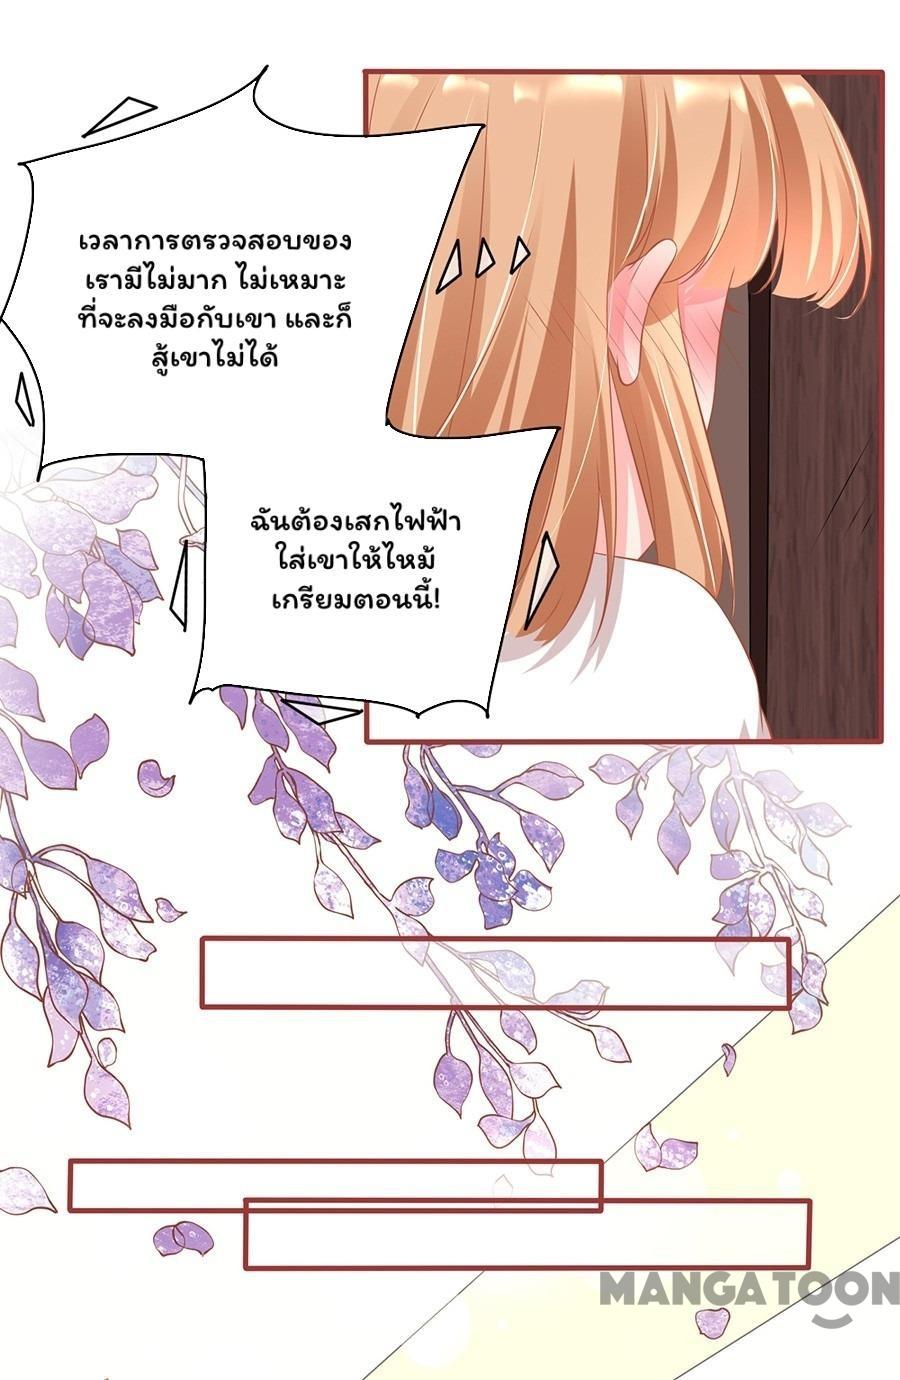 เวลาการตรวจสอบของ
เรามีไม่มาก ไม่เหมาะ
ที่จะลงมือกับเขา และก็
สู้เขาไม่ได้
ฉันต้องเสกไฟฟ้า
ใส่เขาให้ไหม้
เกรียมตอนนี้!
MANGATOON